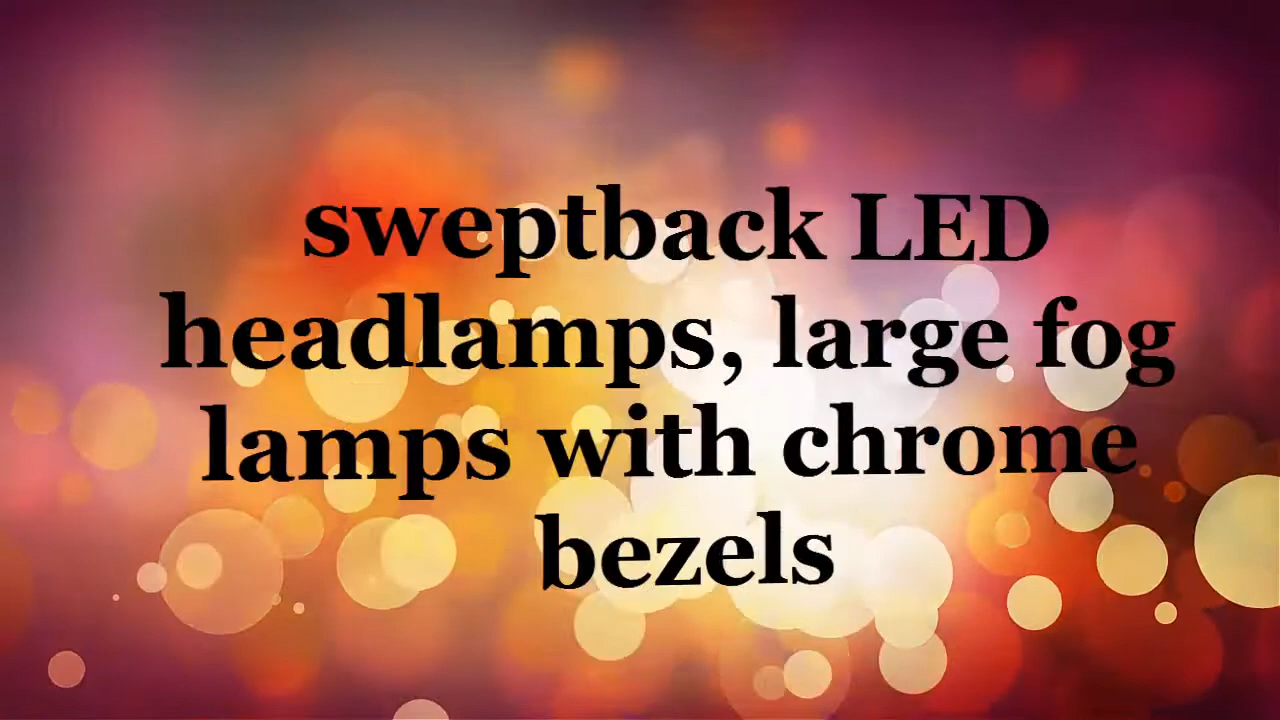 sweptback LED
headlamps, large fog
lamps with chrome
bezels